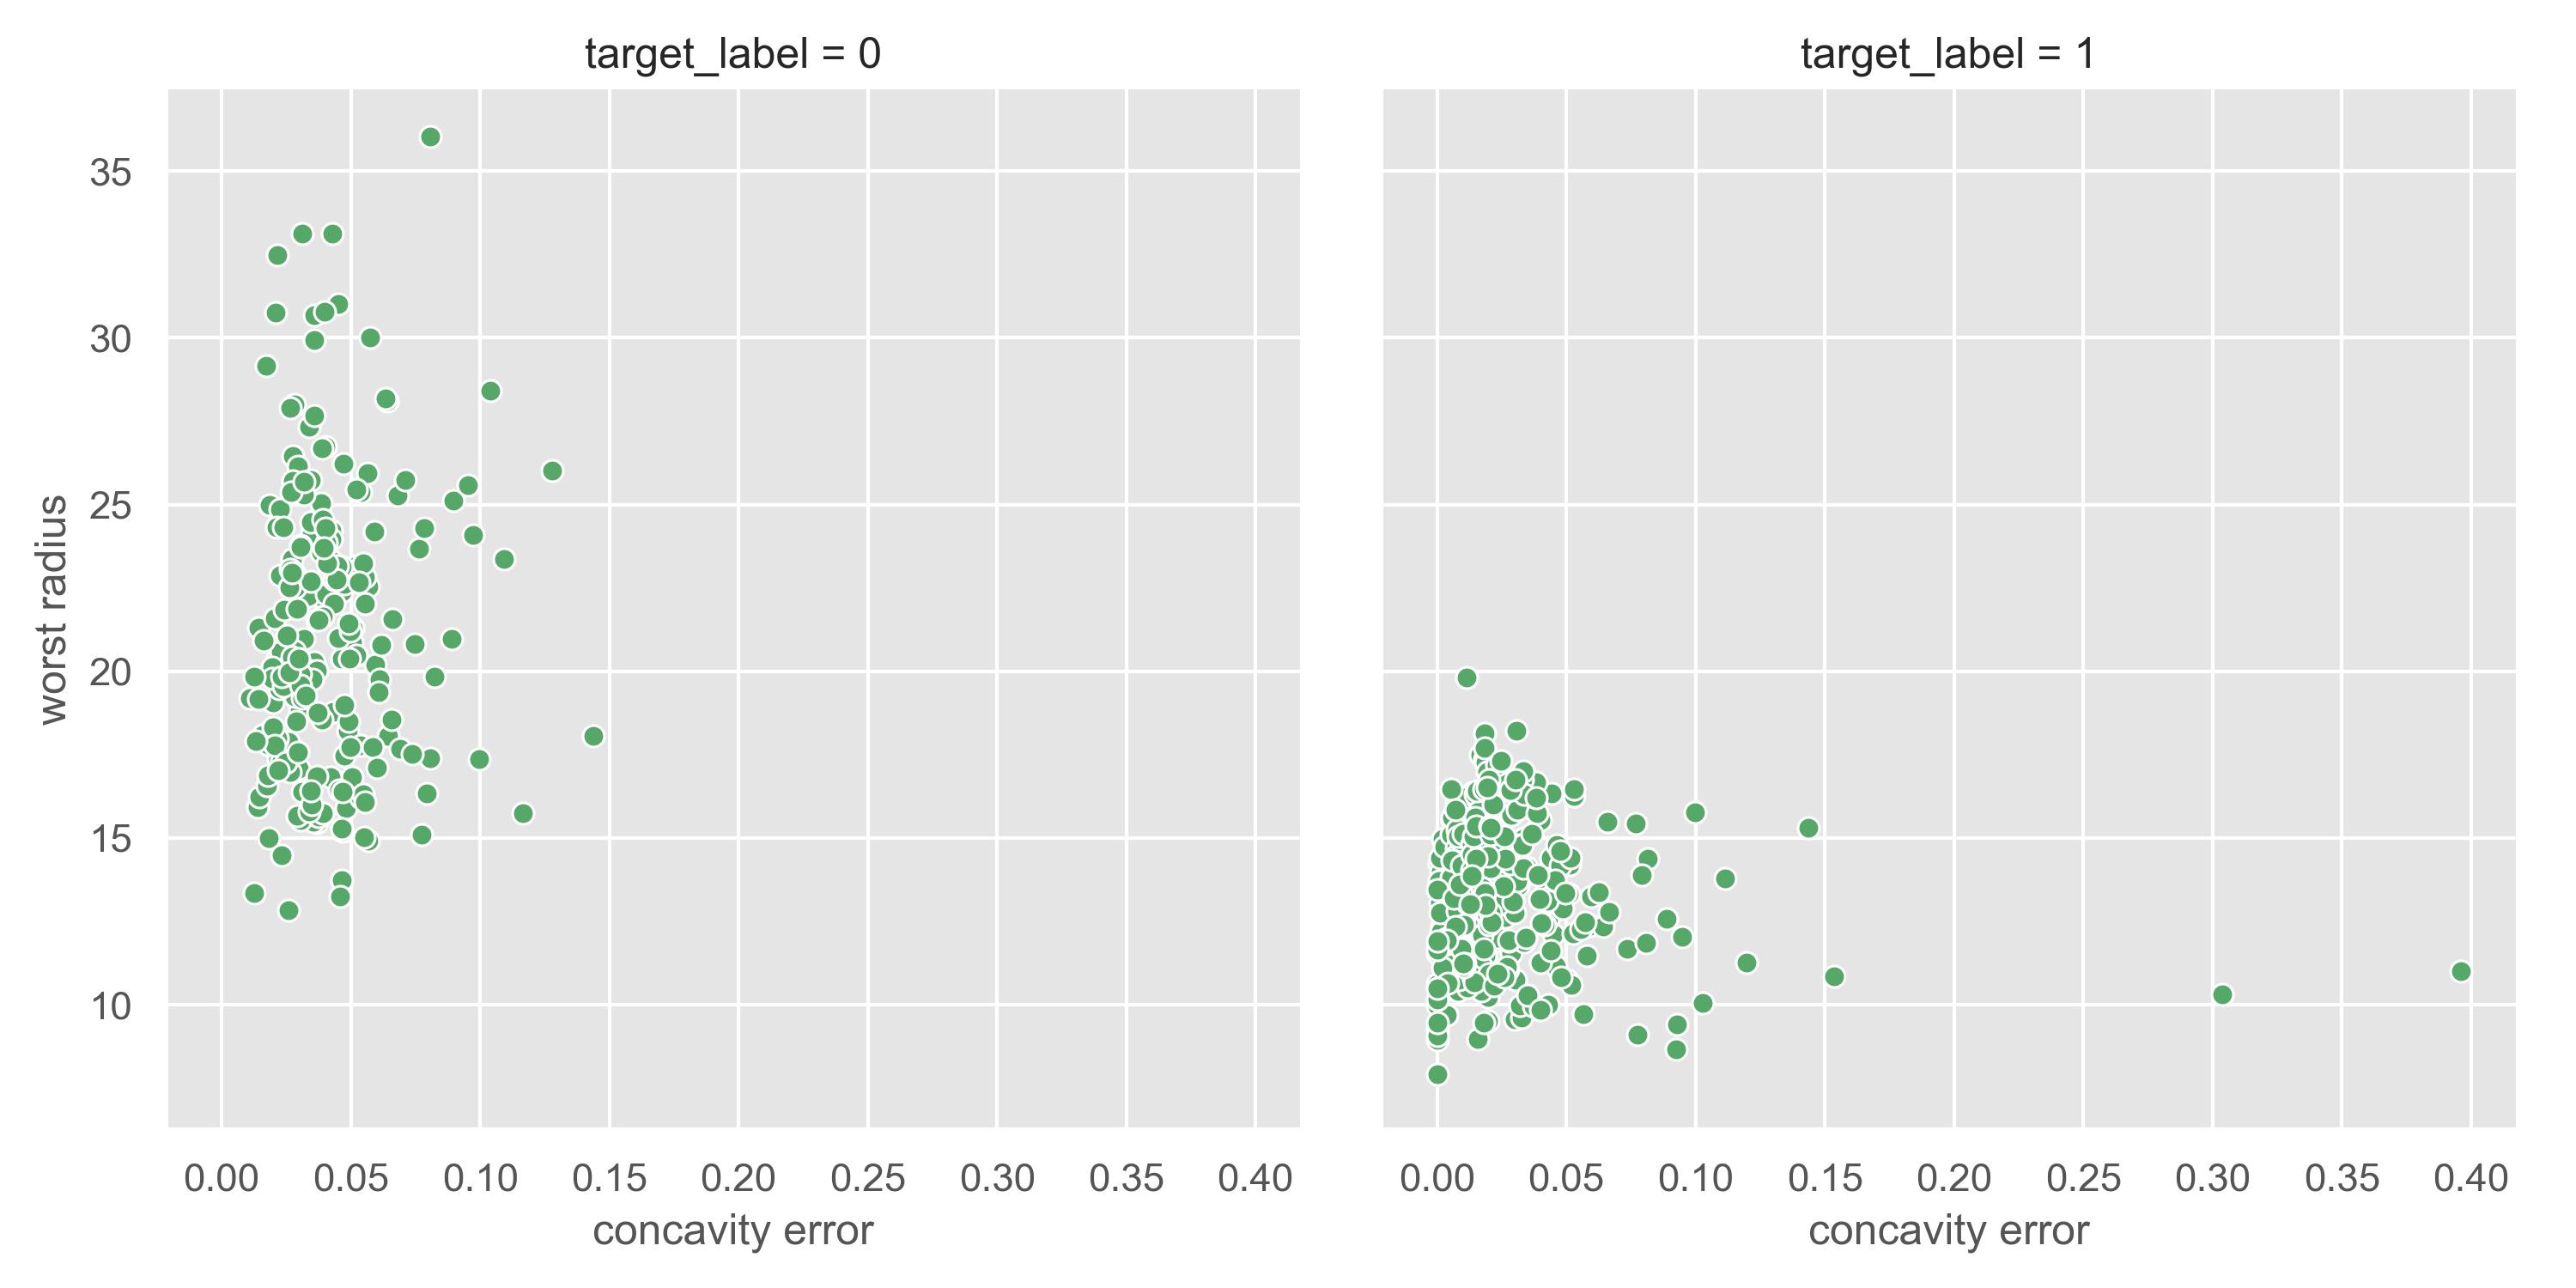 target_label = 0
target_label = 1
worst radius
35
30
25
20
15
10
0.00 0.05 0.10 0.15 0.20 0.25 0.30 0.35 0.40
0.00 0.05 0.10 0.15 0.20 0.25 0.30 0.35 0.40
concavity error
concavity error